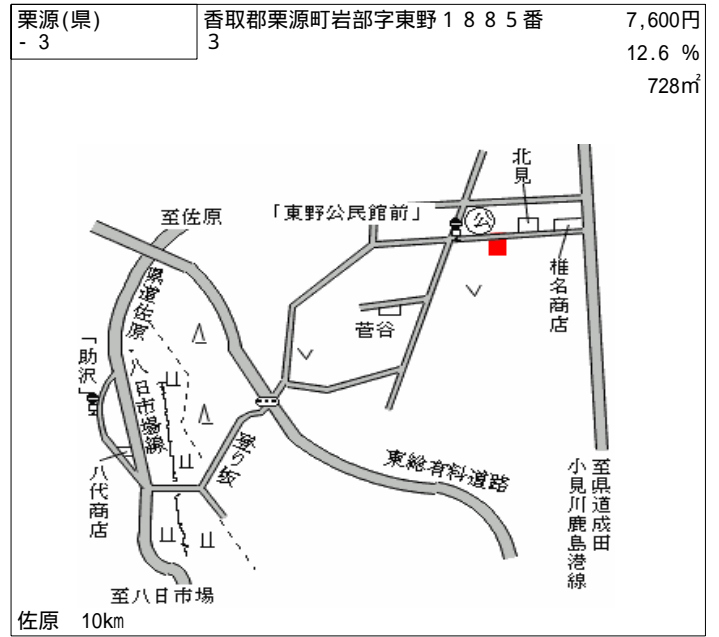 栗源(県)
- 3
香取郡栗源町岩部字東野１８８５番
３
7,600円
12.6 %
728㎡
北見
「東野公民館前」
公
至佐原
椎名商店
県道佐原・八日市場線
菅谷
「助沢」
登り坂
東総有料道路
八代商店
至県道成田
小見川鹿島港線
至八日市場
佐原 10km